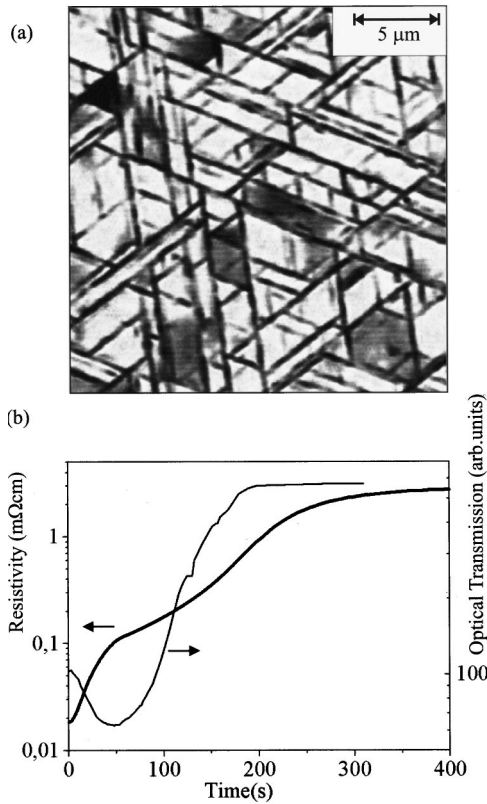 (a)
5 μm
(b)
Resistivity (mΩcm)
1
0.1
0,01
Optical Transmission (arb.units)
100
0
100
200
300
400
Time(s)